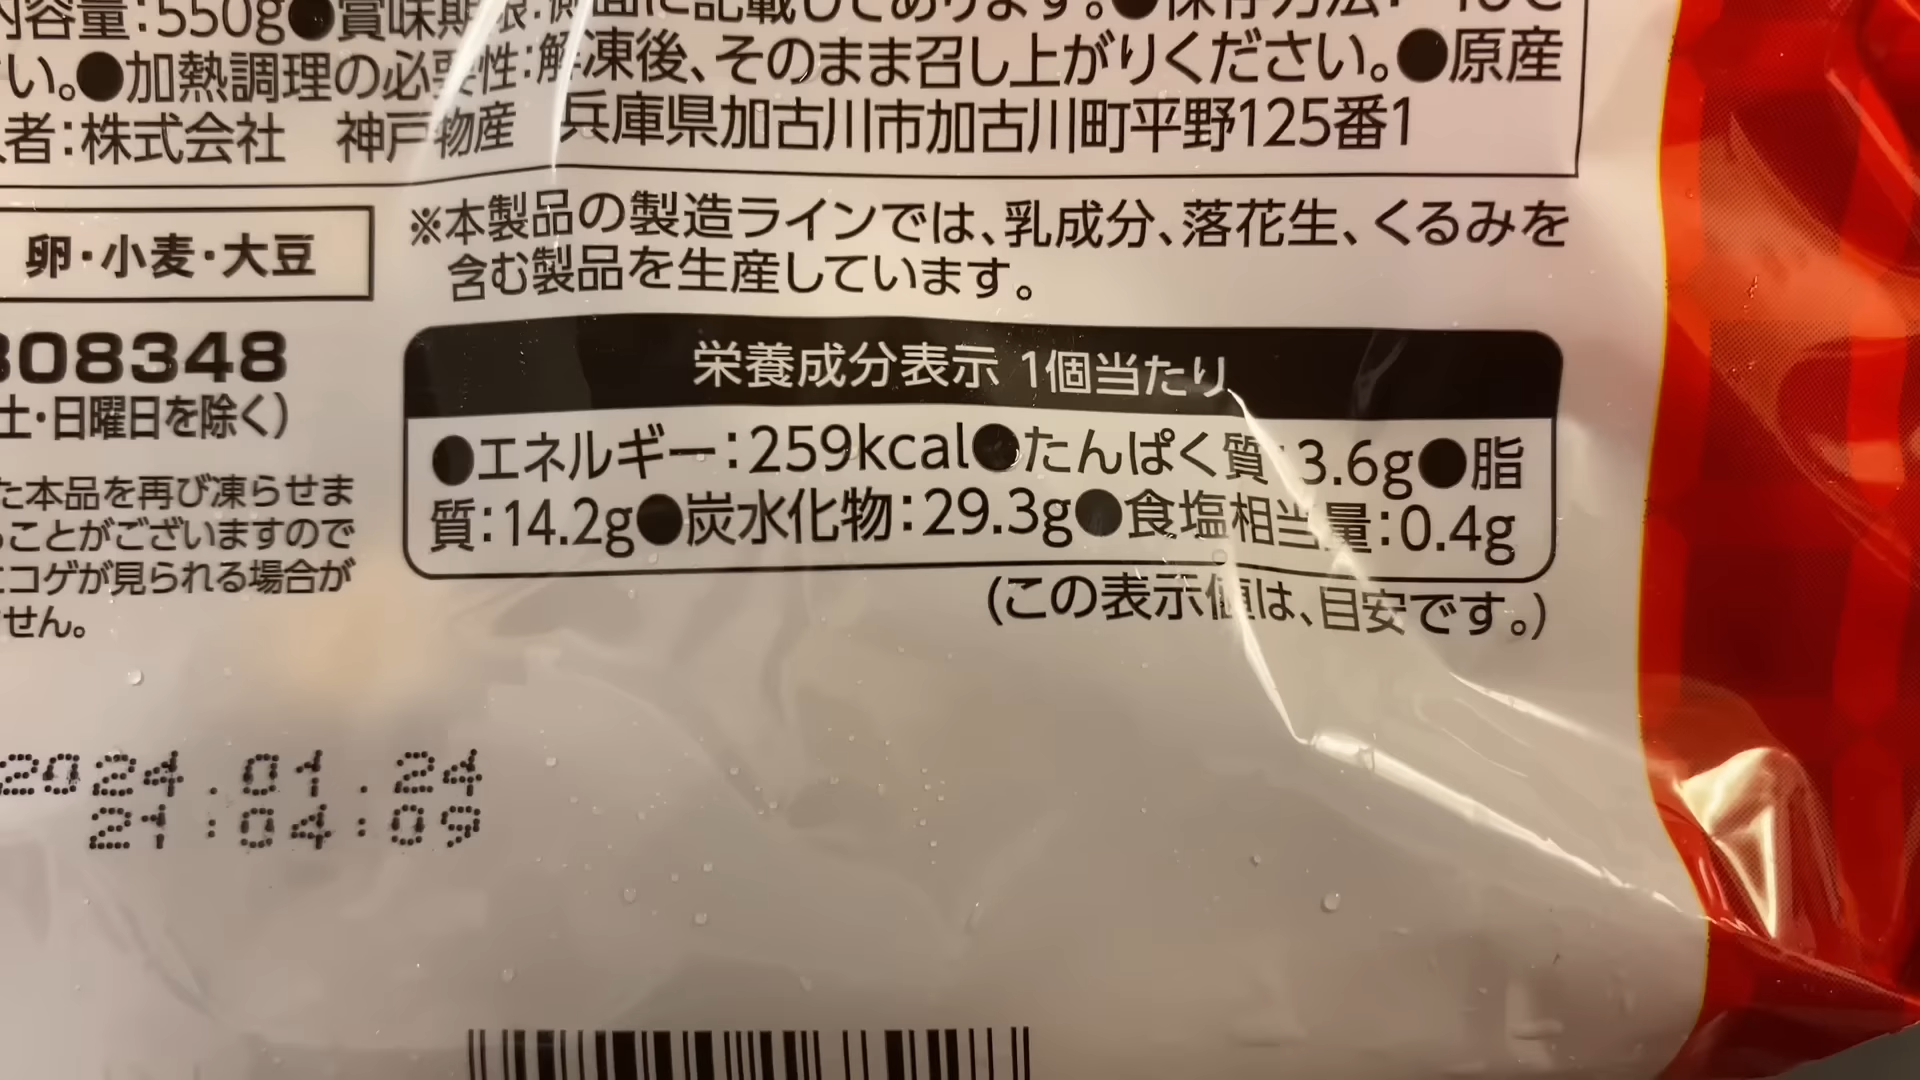 内容量:550g●賞味期限:側面に記載してあります。●保存方法:-18℃
い。●加熱調理の必要性:解凍後、そのまま召し上がりください。●原産
者:株式会社 神戸物産 兵庫県加古川市加古川町平野125番1
※本製品の製造ラインでは、乳成分、落花生、くるみを
含む製品を生産しています。
卵・小麦・大豆
808348
土・日曜日を除く)
た本品を再び凍らせま
ことがございますので
コゲが見られる場合が
せん。
栄養成分表示 1個当たり
●エネルギー:259kcal●たんぱく質:3.6g●脂
質:14.2g●炭水化物:29.3g●食塩相当量:0.4g
(この表示値は、目安です。)
2024.01.24
21:04:09